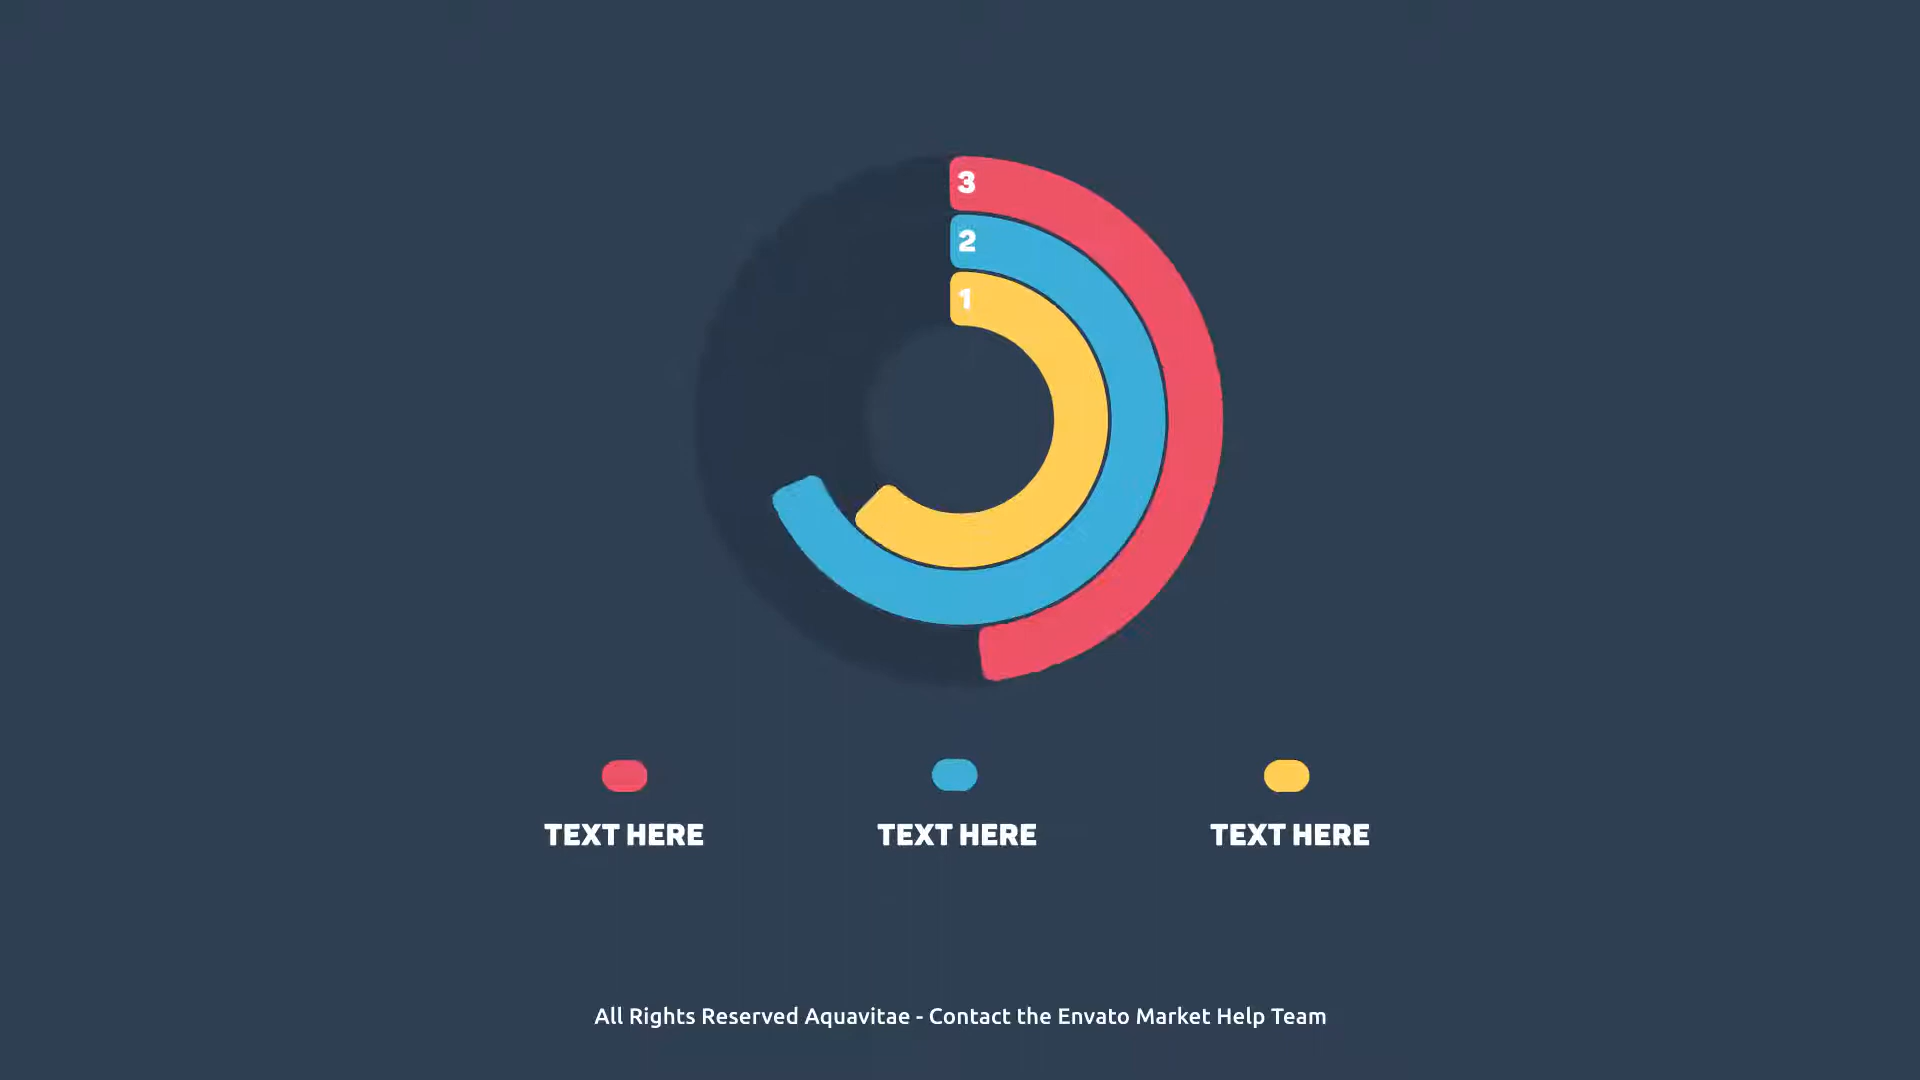 3
2
1
TEXT HERE
TEXT HERE
TEXT HERE
All Rights Reserved Aquavitae - Contact the Envato Market Help Team